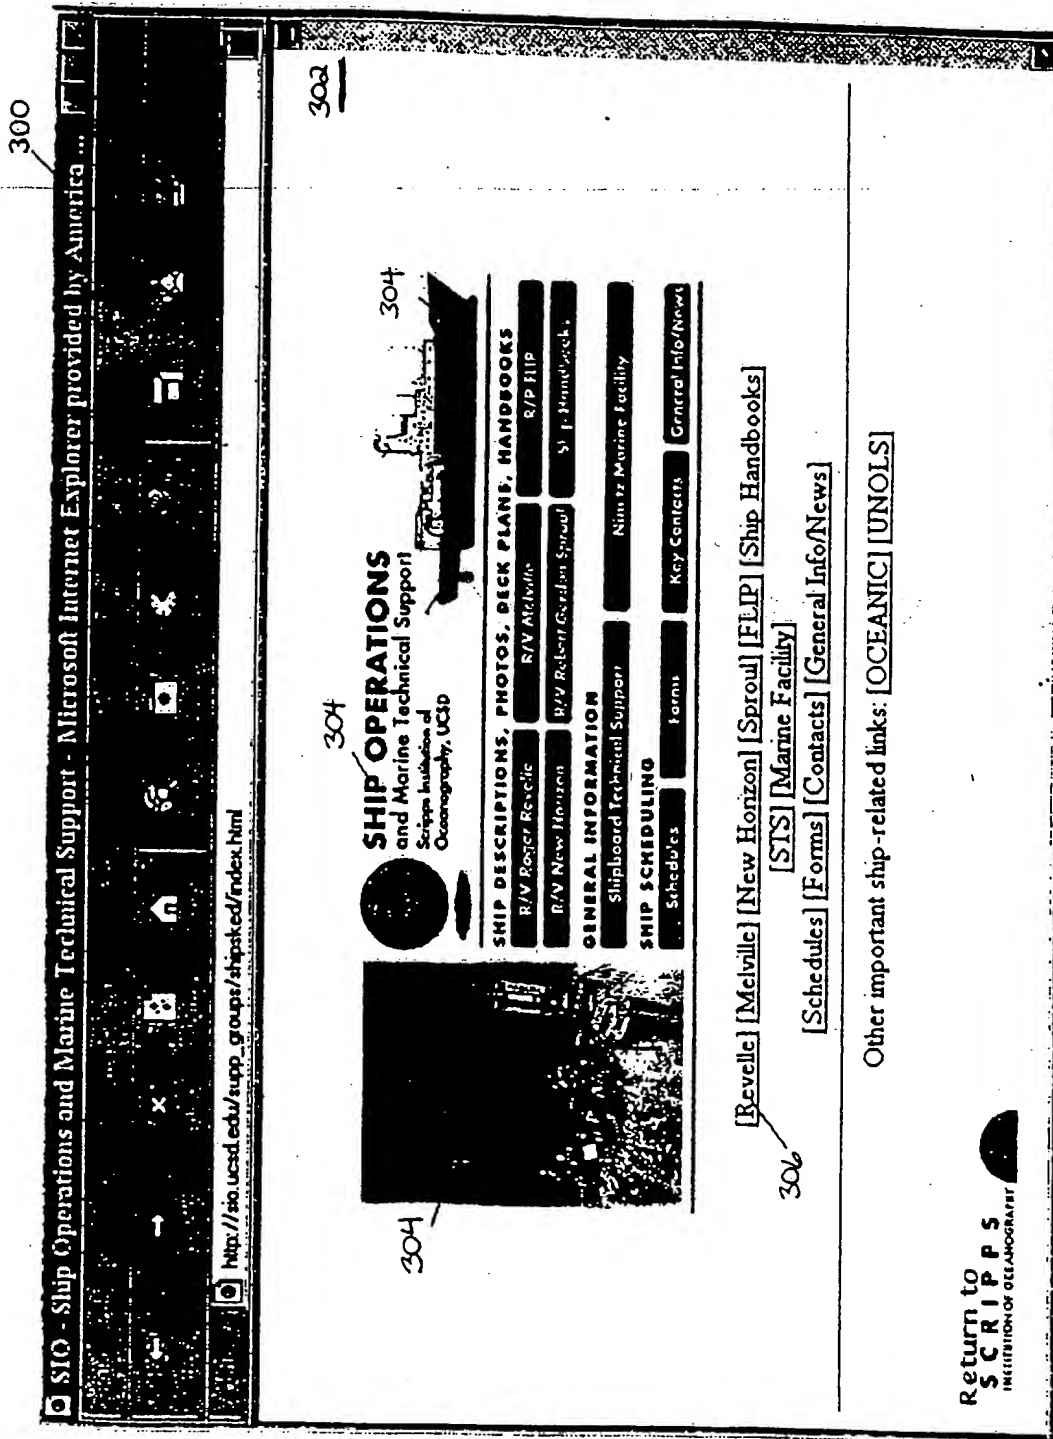 300
SIO - Ship Operations and Marine Technical Support - Microsoft Internet Explorer provided by America ...
http://sio.ucsd.edu/supp_groups/shipsked/index.html
302
304
SHIP OPERATIONS
and Marine Technical Support
Scripps Institution of
Oceanography, UCSD
304
304
SHIP DESCRIPTIONS, PHOTOS, DECK PLANS, HANDBOOKS
R/V Roger Revelle R/V Melville R/P FLIP
R/V New Horizon R/V Robert Gordon Sproul Ship Handbooks
GENERAL INFORMATION
Shipboard Technical Support Nimitz Marine Facility
SHIP SCHEDULING
Schedules Forms Key Contacts General Info/News
[Revelle] [Melville] [New Horizon] [Sproul] [FLIP] [Ship Handbooks]
[STS] [Marine Facility]
[Schedules] [Forms] [Contacts] [General Info/News]
306
Other important ship--related links: [OCEANIC] [UNOLS]
Return to
SCRIPPS
INSTITUTION OF OCEANOGRAPHY